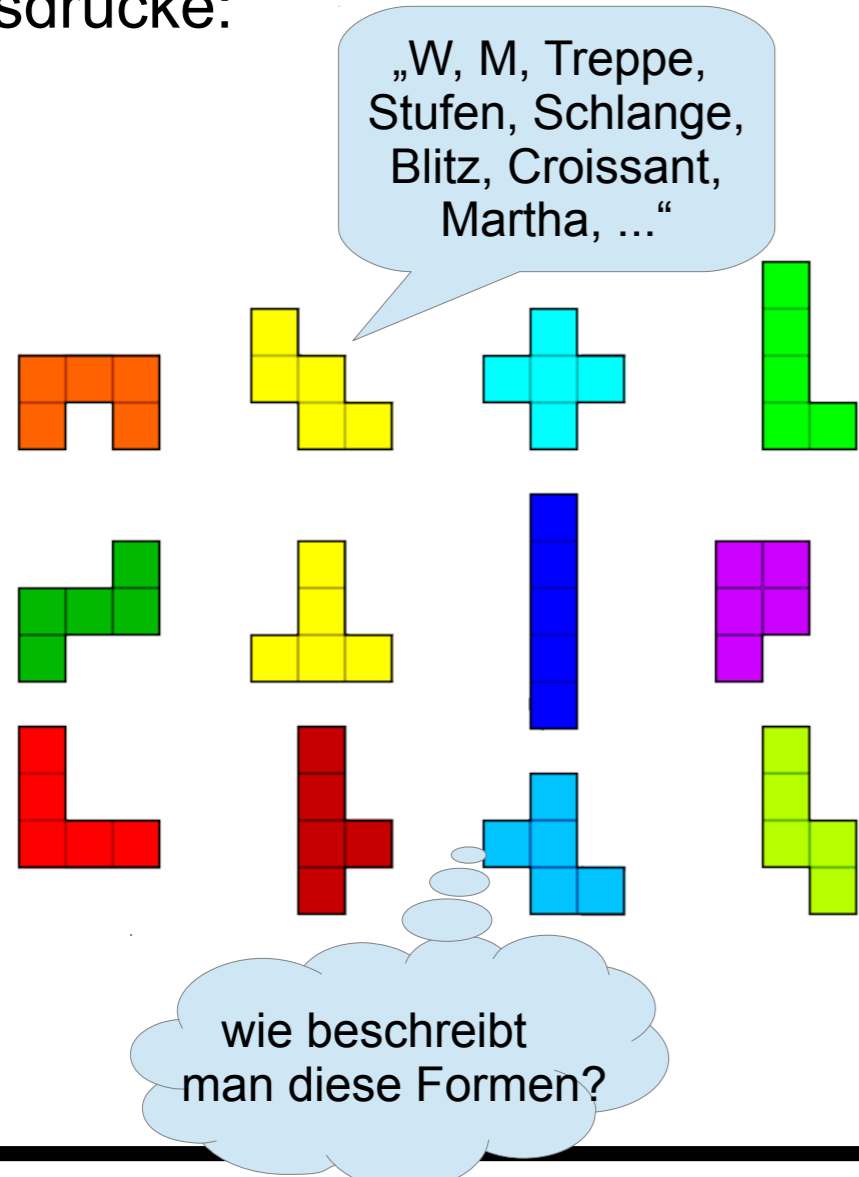 sdrücke:
„W, M, Treppe,
Stufen, Schlange,
Blitz, Croissant,
Martha, ...“
wie beschreibt
man diese Formen?